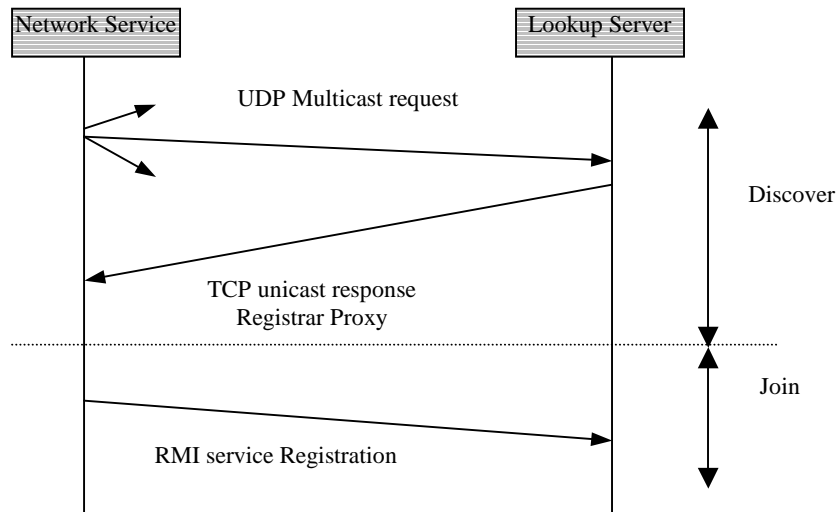 Network Service
Lookup Server
UDP Multicast request
Discover
TCP unicast response
Registrar Proxy
Join
RMI service Registration